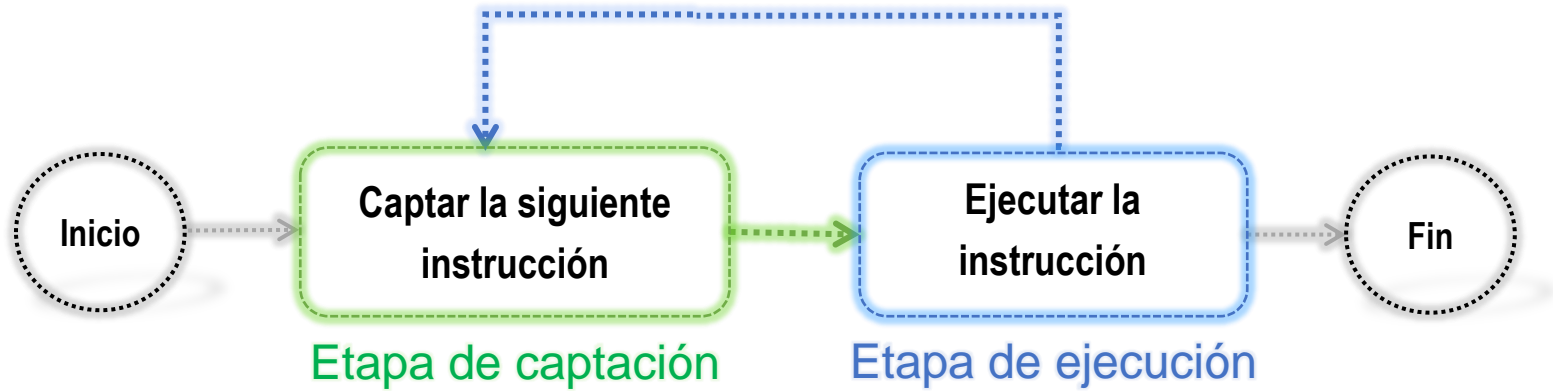 Inicio
Captar la siguiente
instrucción
Ejecutar la
instrucción
Fin
Etapa de captación
Etapa de ejecución